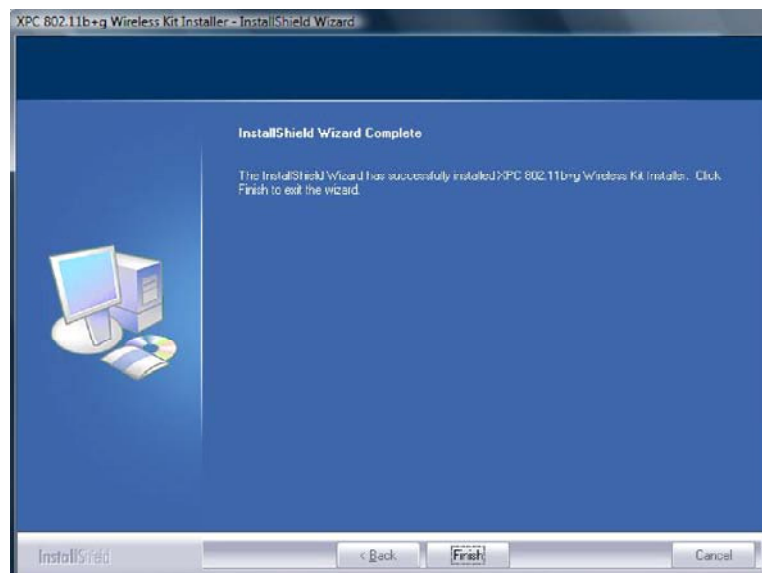 XPC 802.11b+g Wireless Kit Installer - InstallShield Wizard
InstallShield Wizard Complete
The InstallShield Wizard has successfully installed XPC 802.11b+g Wireless Kit Installer. Click
Finish to exit the wizard.
InstallShield
< Back
Finish
Cancel